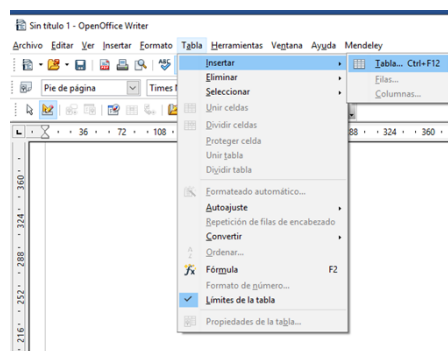 Sin título 1 - OpenOffice Writer
Archivo Editar Ver Insertar Formato Tabla Herramientas Ventana Ayuda Mendeley
Insertar
Tabla... Ctrl+F12
Eliminar
Filas...
Seleccionar
Columnas...
Pie de página
Times
Unir celdas
Dividir celdas
Proteger celda
Unir tabla
Dividir tabla
Formateado automático...
Autoajuste
Repetición de filas de encabezado
Convertir
Ordenar...
Fórmula F2
Formato de número...
Límites de la tabla
Propiedades de la tabla...
36 72 108 88 324 360
360
324
288
252
216